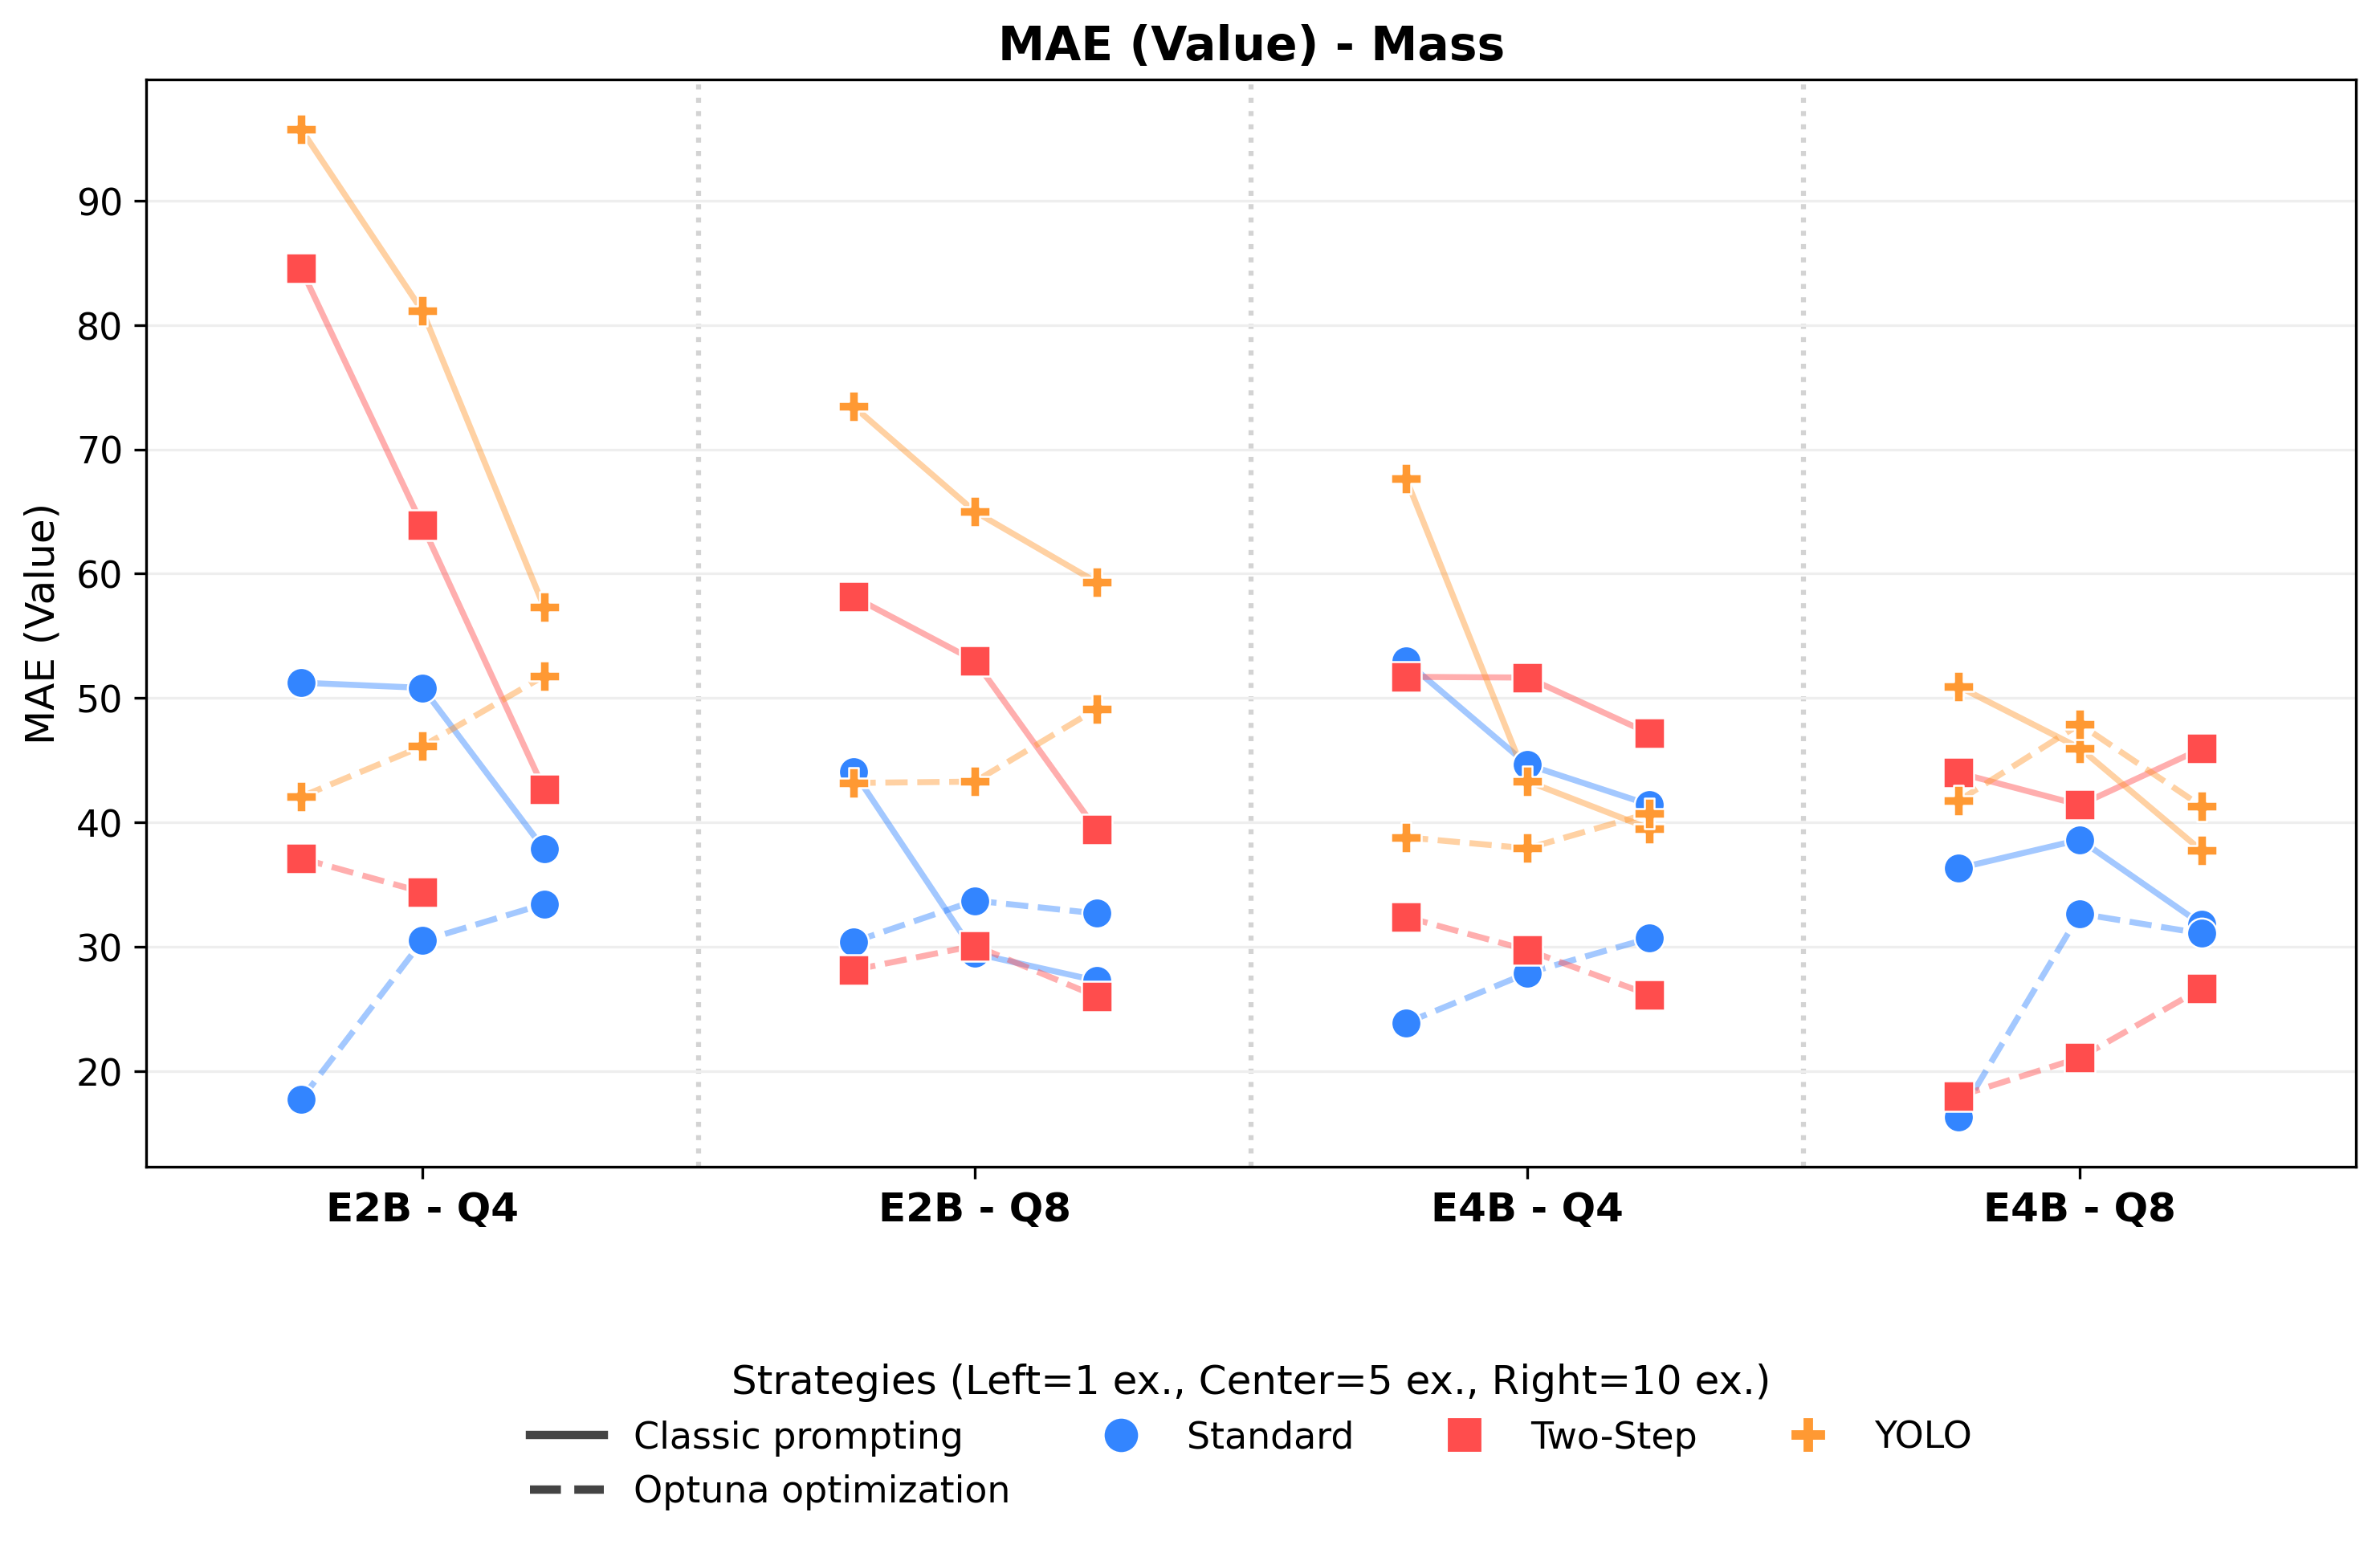 MAE (Value) - Mass
MAE (Value)
90
80
70
60
50
40
30
20
E2B - Q4 E2B - Q8 E4B - Q4 E4B - Q8
Strategies (Left=1 ex., Center=5 ex., Right=10 ex.)
Classic prompting Standard Two-Step YOLO
Optuna optimization